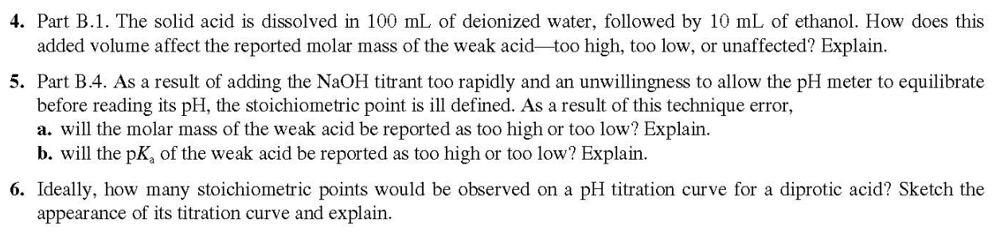 4. Part B.1. The solid acid is dissolved in 100 mL of deionized water, followed by 10 mL of ethanol. How does this
added volume affect the reported molar mass of the weak acid—too high, too low, or unaffected? Explain.
5. Part B.4. As a result of adding the NaOH titrant too rapidly and an unwillingness to allow the pH meter to equilibrate
before reading its pH, the stoichiometric point is ill defined. As a result of this technique error,
a. will the molar mass of the weak acid be reported as too high or too low? Explain.
b. will the pKₐ of the weak acid be reported as too high or too low? Explain.
6. Ideally, how many stoichiometric points would be observed on a pH titration curve for a diprotic acid? Sketch the
appearance of its titration curve and explain.